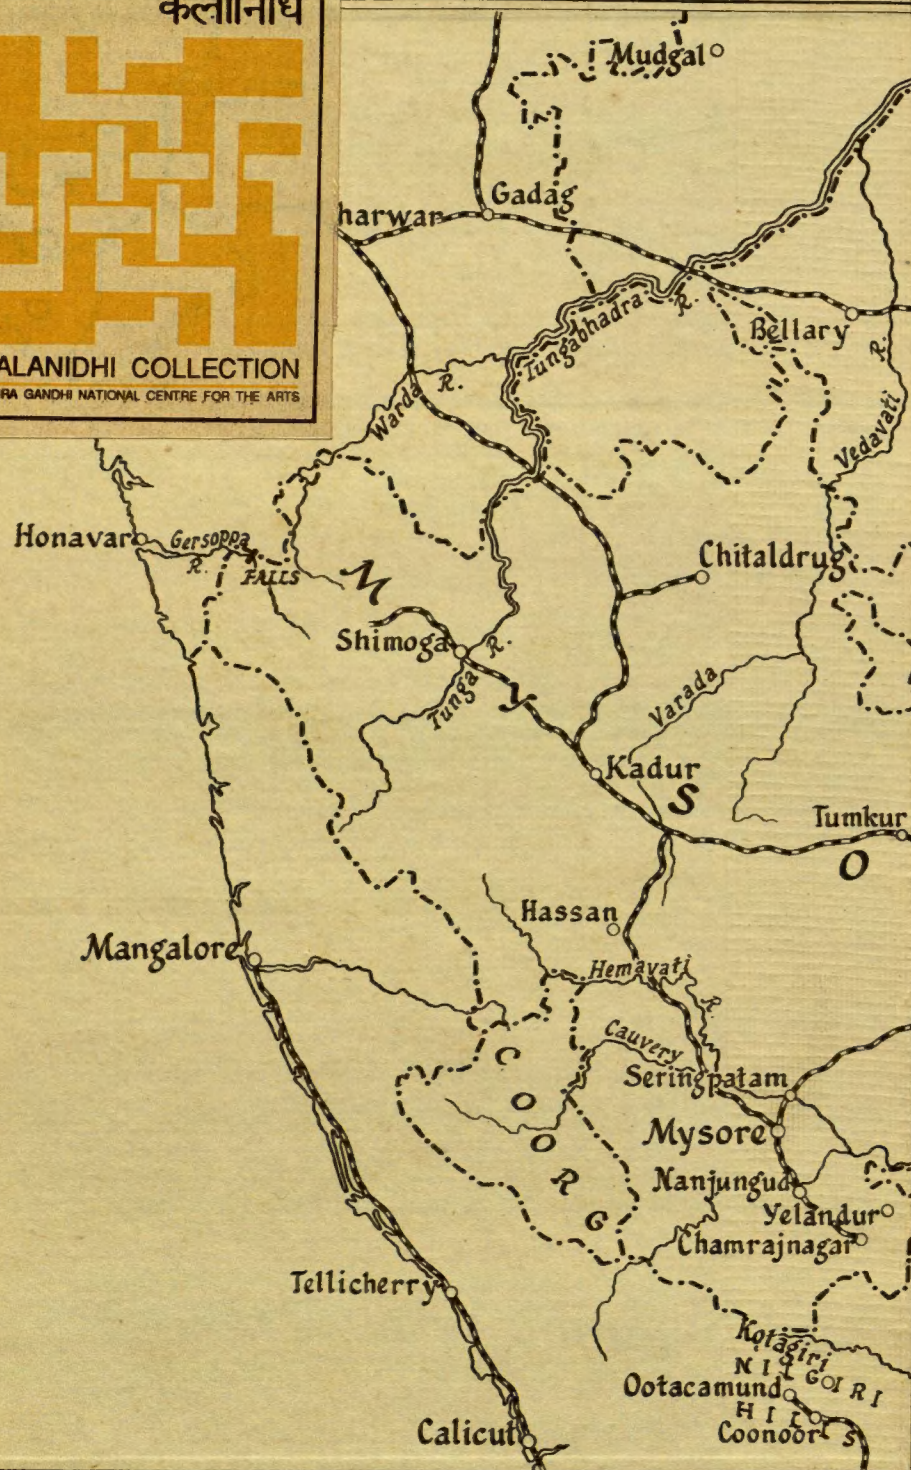 कलानिधि
ALANIDHI COLLECTION
RA GANDHI NATIONAL CENTRE FOR THE ARTS
Mudgal
Gadag
harwar
Tungabhadra R.
Bellary
R.
Warda R.
Vedavati
Honavar
Gersoppa
R.
FALLS
Chitaldrug
M
Shimoga
R.
Tunga
Y
Varada
Kadur
S
Tumkur
O
Hassan
Mangalore
Hemavati
R.
C
Cauvery
Seringpatam
O
Mysore
O
R
Nanjungud
G
Yelandur
Chamrajnagar
Tellicherry
Kotagiri
NILGIRI
Ootacamund
HILLS
Coonoor
Calicut